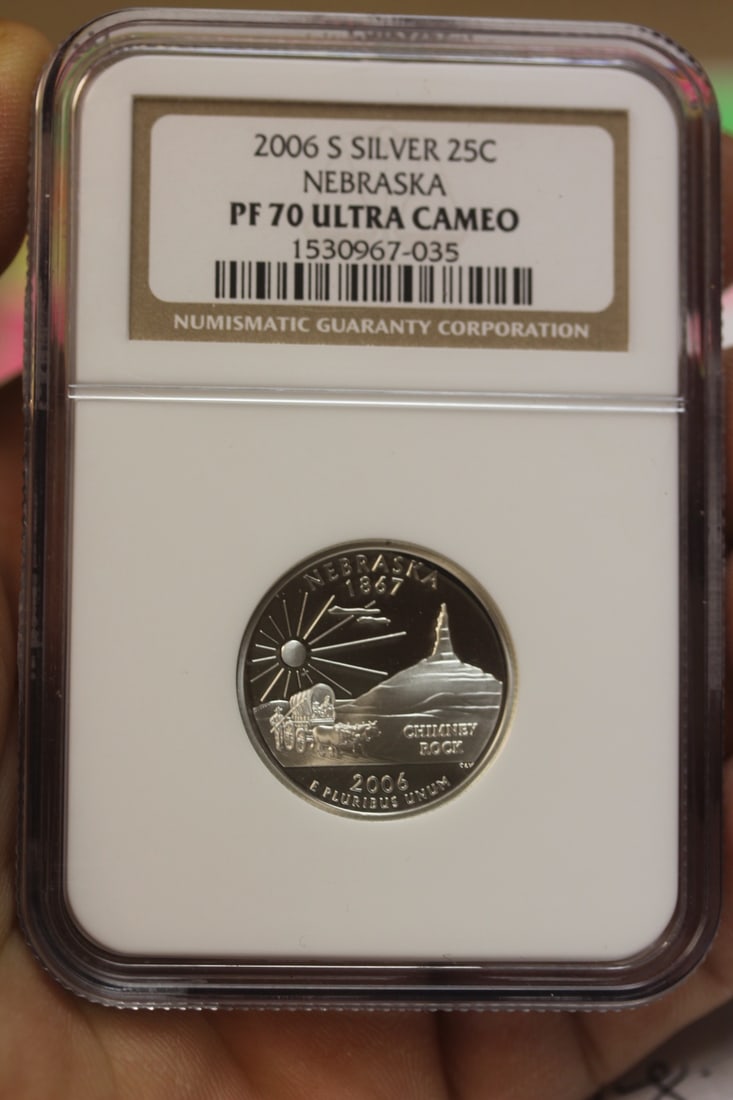 2006 S SILVER 25C
NEBRASKA
PF 70 ULTRA CAMEO
1530967-035
NUMISMATIC GUARANTY CORPORATION
NEBRASKA
1867
CHIMNEY
ROCK
2006
E PLURIBUS UNUM